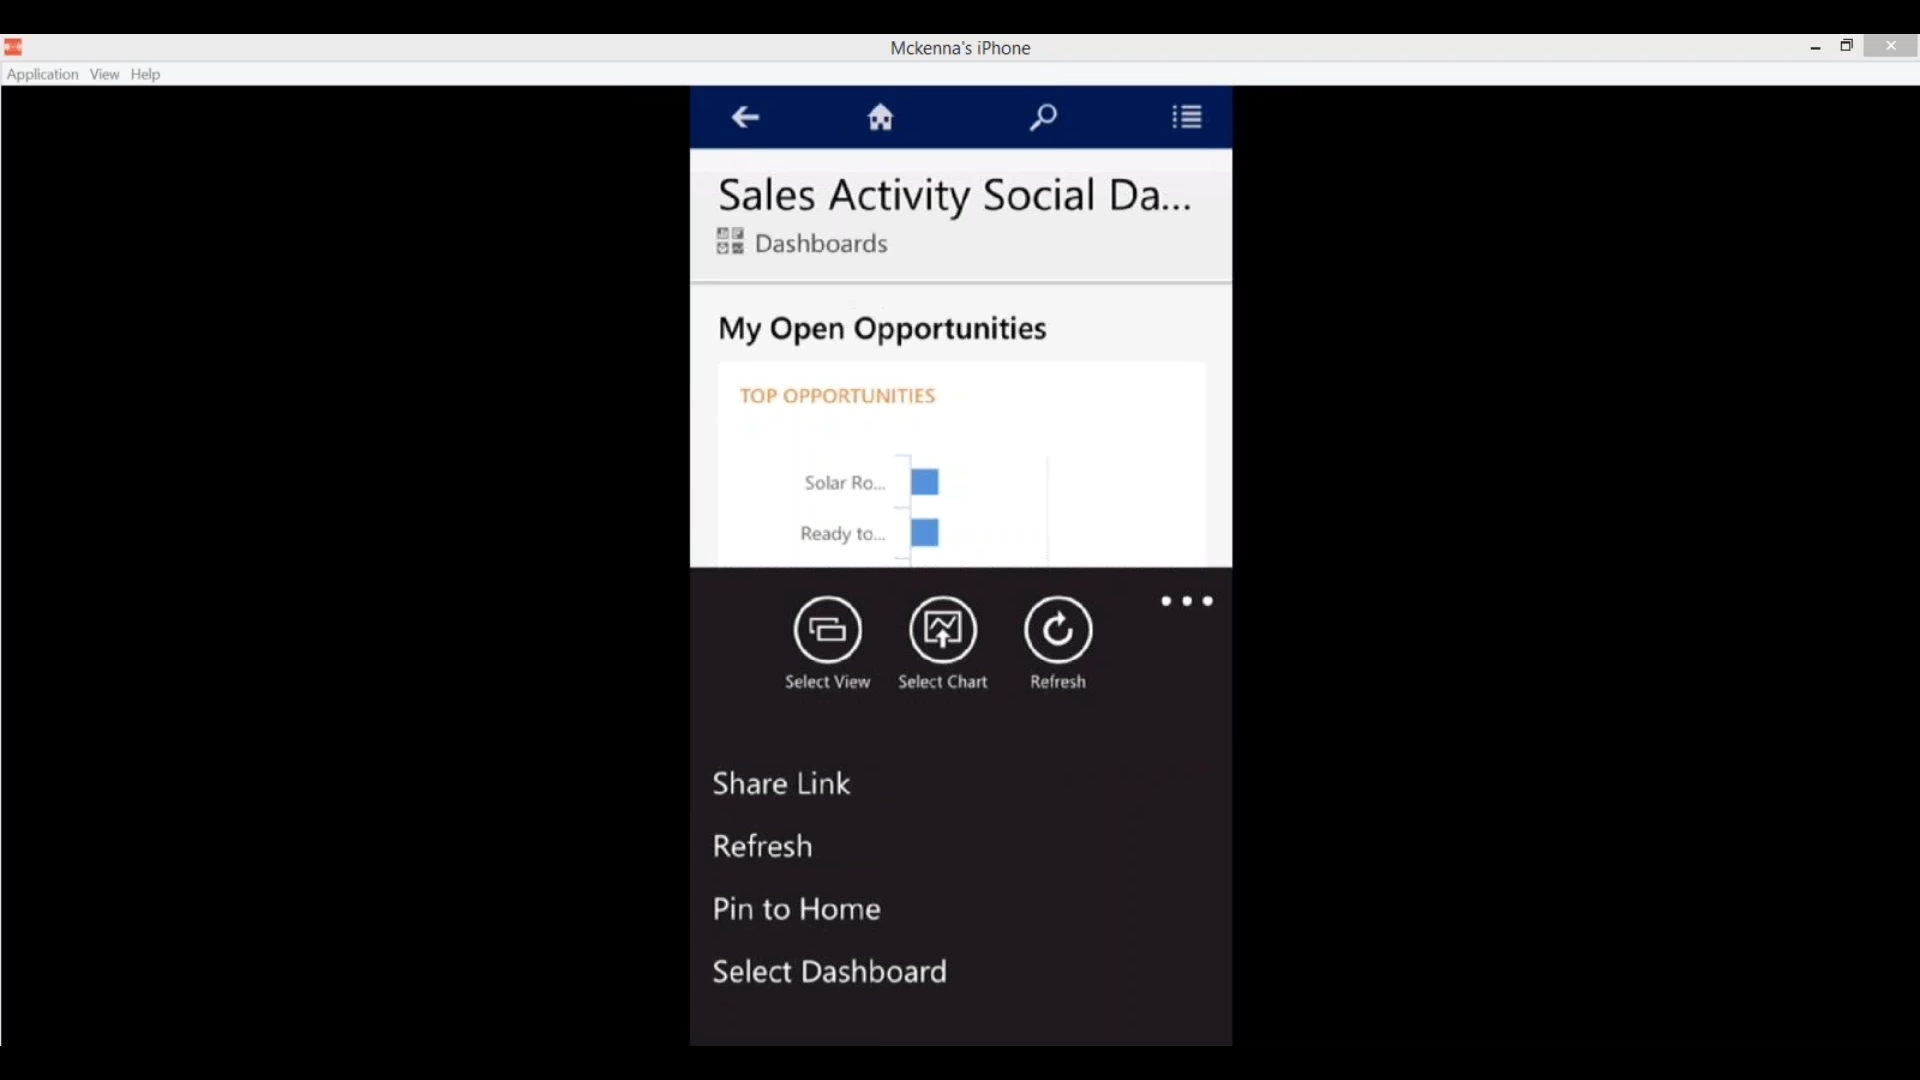 Mckenna's iPhone
Application View Help
Sales Activity Social Da...
Dashboards
My Open Opportunities
TOP OPPORTUNITIES
Solar Ro...
Ready to...
Select View Select Chart Refresh
Share Link
Refresh
Pin to Home
Select Dashboard